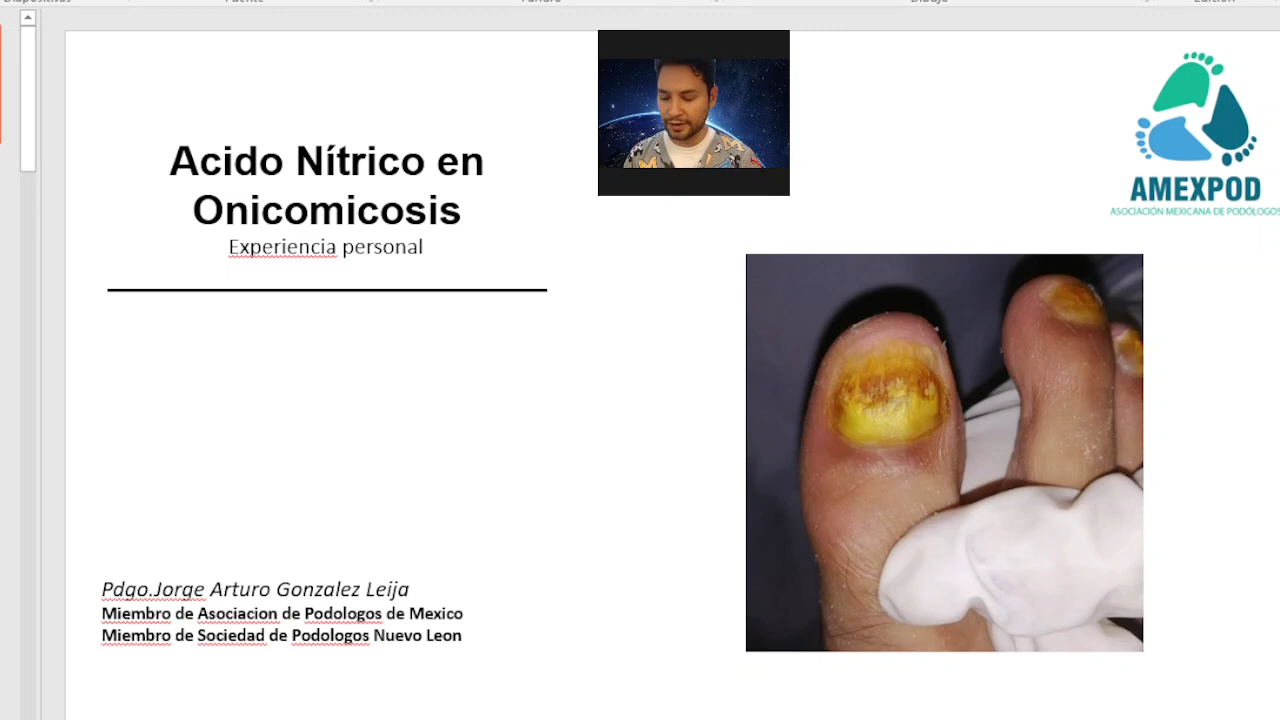 Acido Nítrico en
Onicomicosis
Experiencia personal
AMEXPOD
ASOCIACIÓN MEXICANA DE PODÓLOGOS
Pdgo.Jorge Arturo Gonzalez Leija
Miembro de Asociacion de Podologos de Mexico
Miembro de Sociedad de Podologos Nuevo Leon